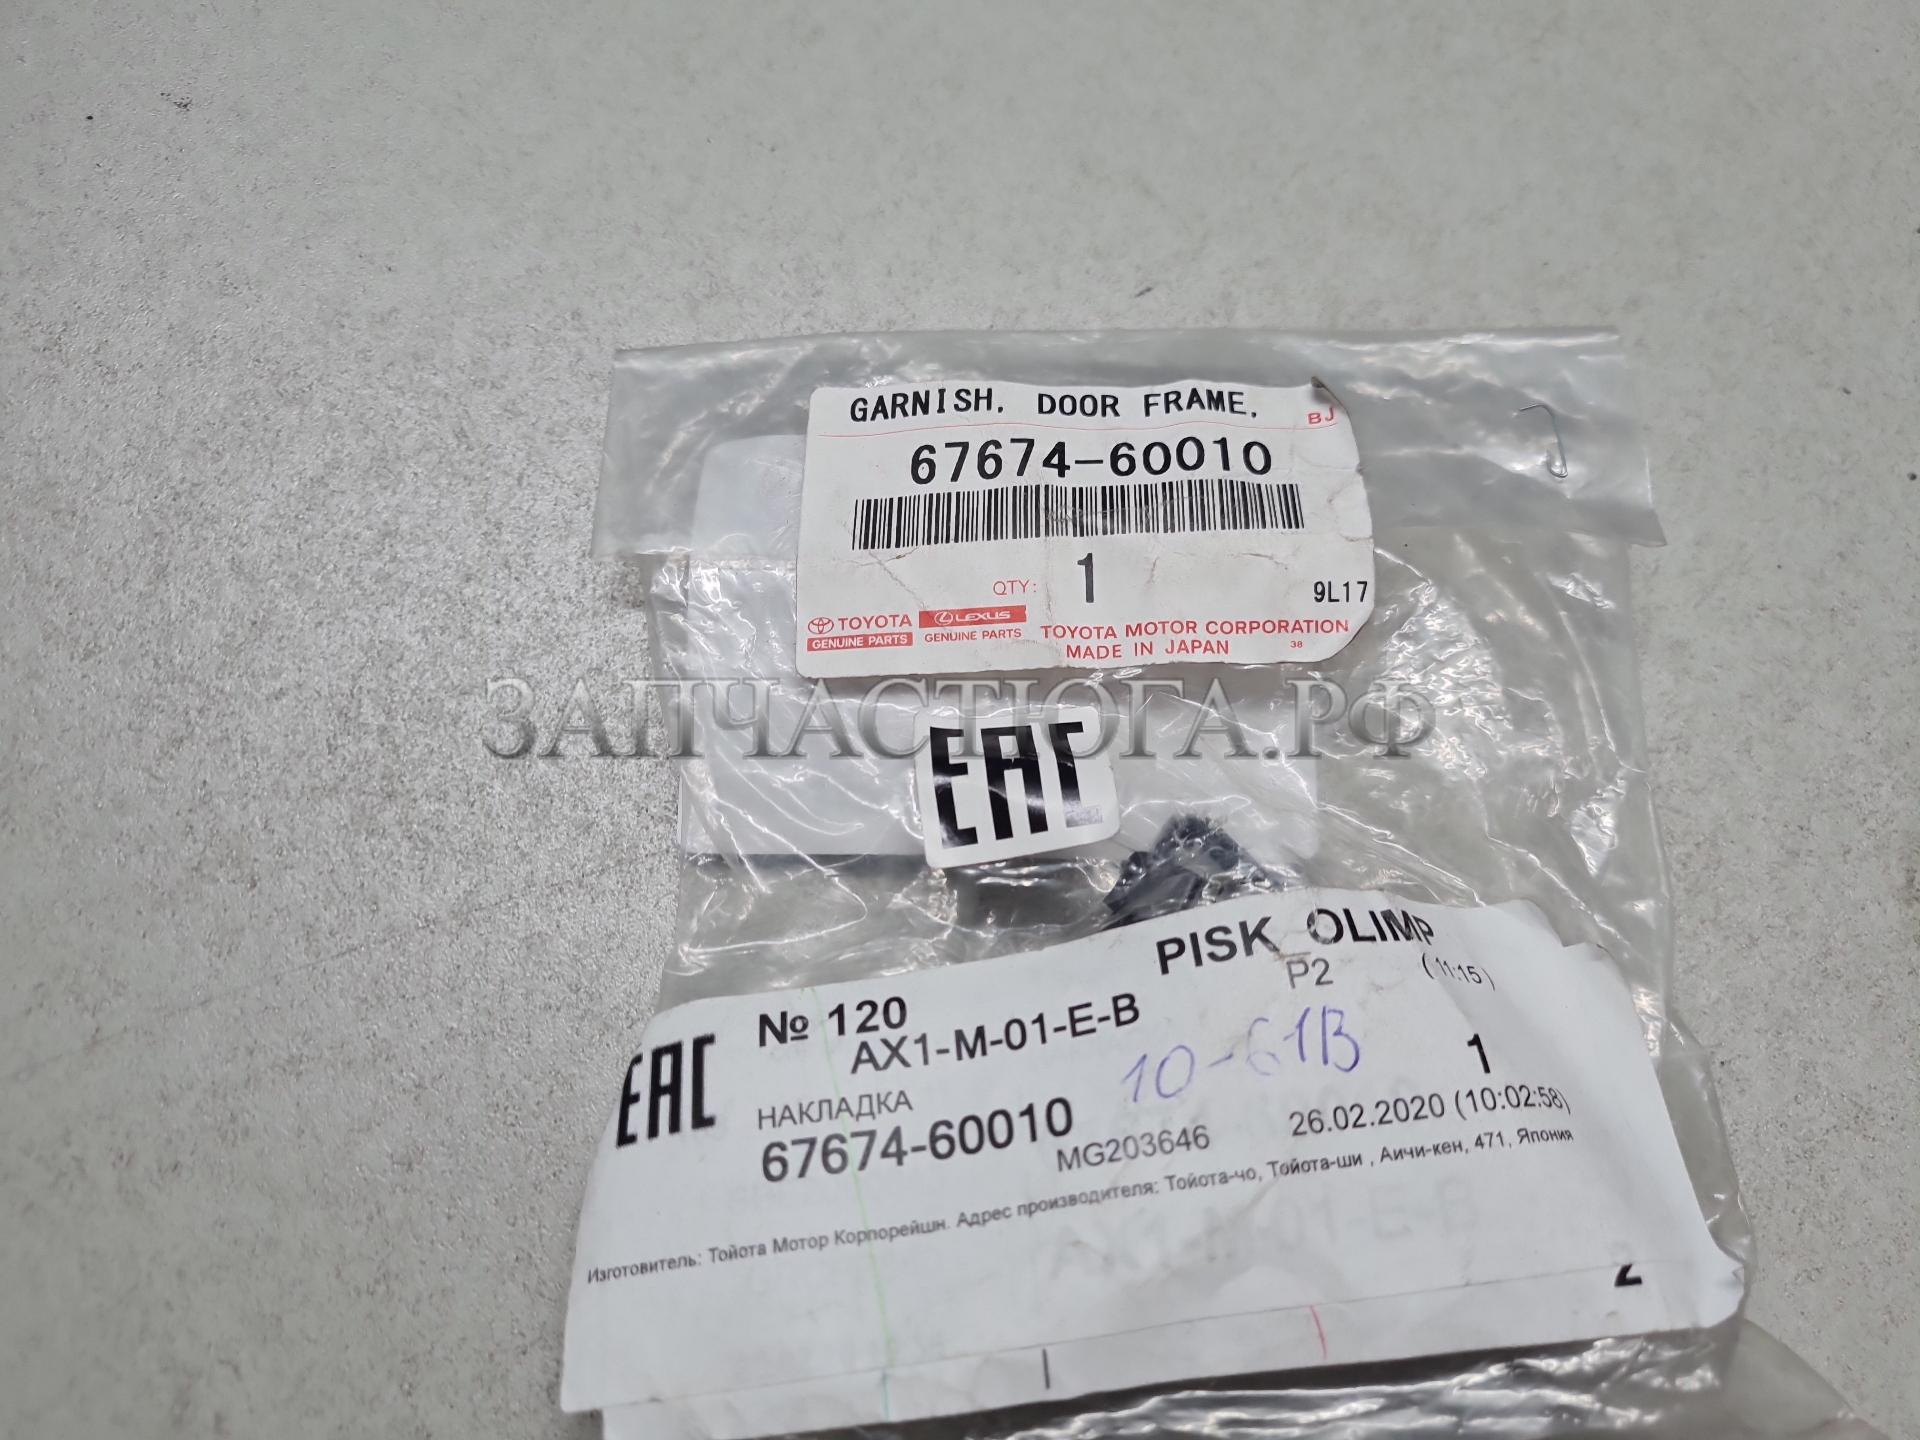 GARNISH, DOOR FRAME,
BJ
67674-60010
QTY: 1
9L17
TOYOTA
GENUINE PARTS
LEXUS
GENUINE PARTS
TOYOTA MOTOR CORPORATION
MADE IN JAPAN
38
ЗАПЧАСТЮГА.РФ
EAC
PISK_OLIMP
P2 (11:15)
№ 120
AX1-M-01-E-B
10-61B
1
EAC
НАКЛАДКА
67674-60010
MG203646
26.02.2020 (10:02:58)
Изготовитель: Тойота Мотор Корпорейшн. Адрес производителя: Тойота-чо, Тойота-ши , Аичи-кен, 471, Япония
2